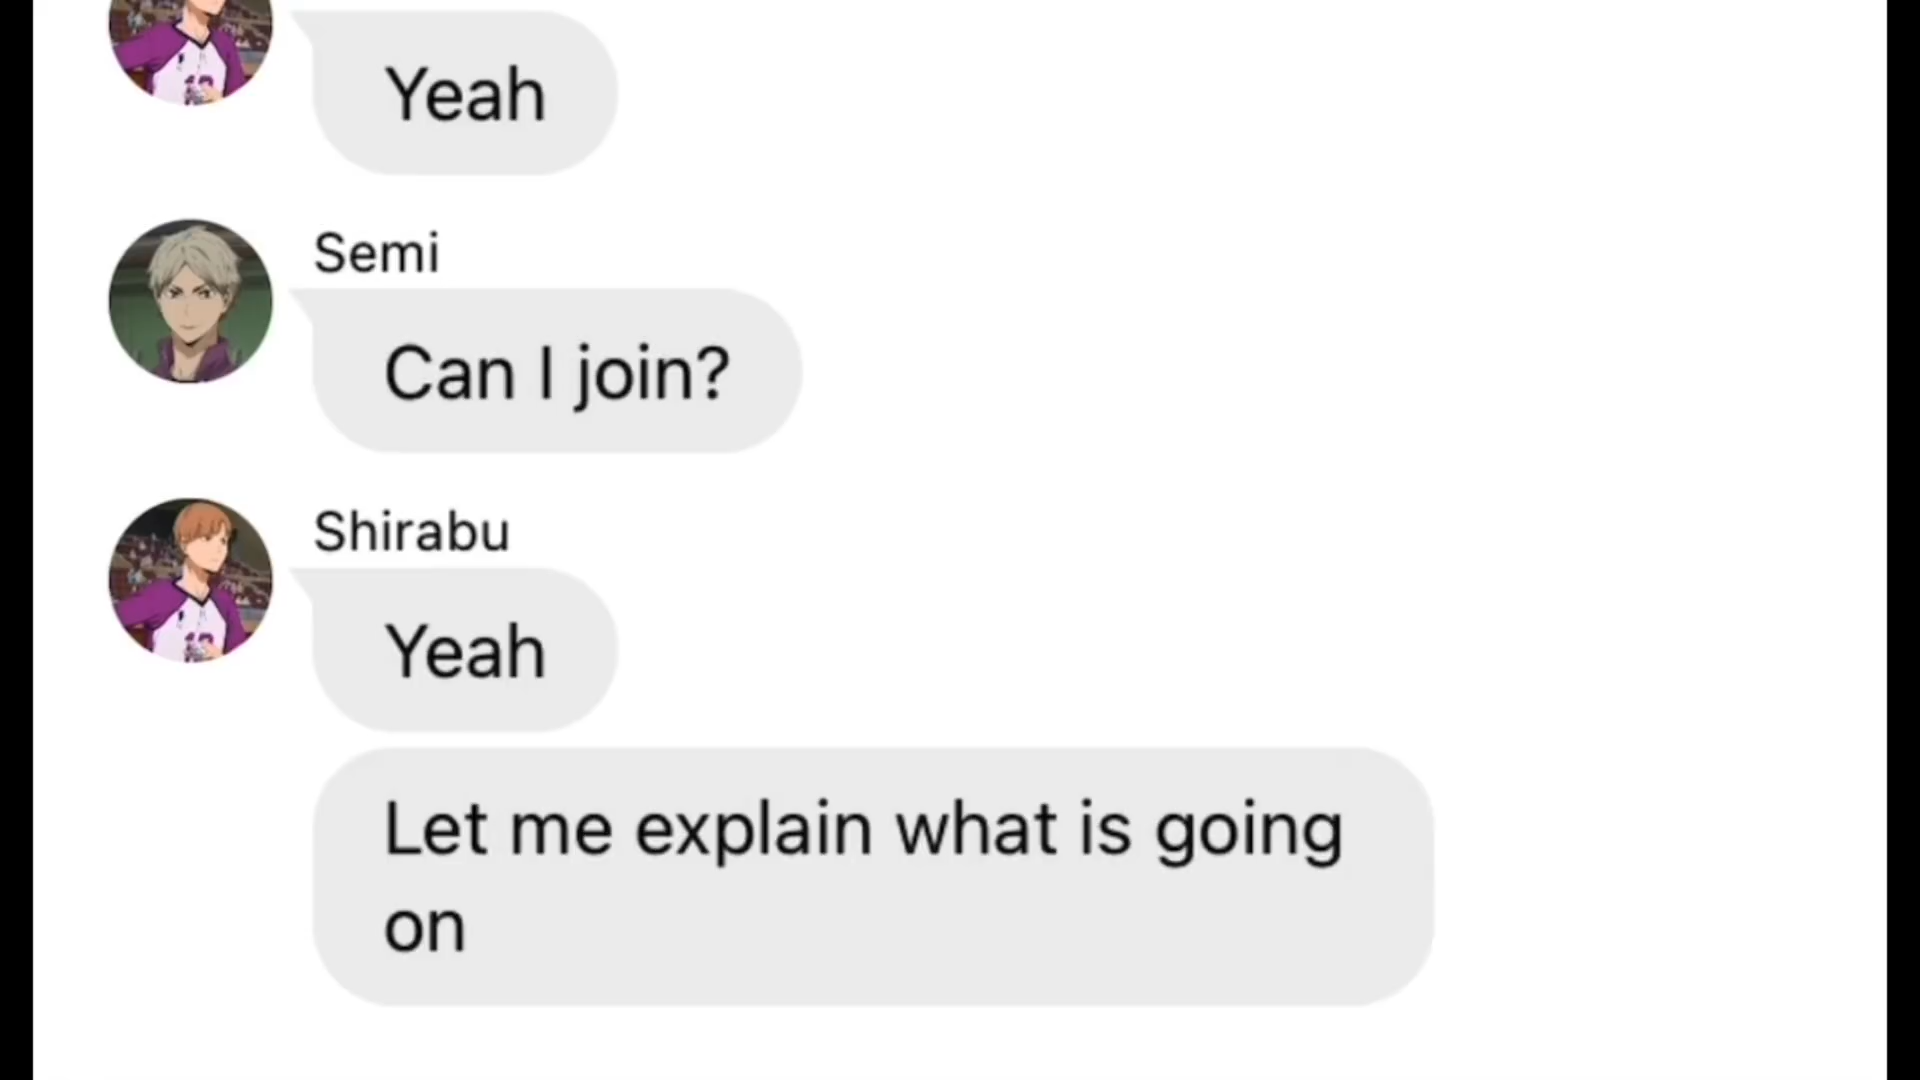 Yeah
Semi
Can I join?
Shirabu
Yeah
Let me explain what is going
on